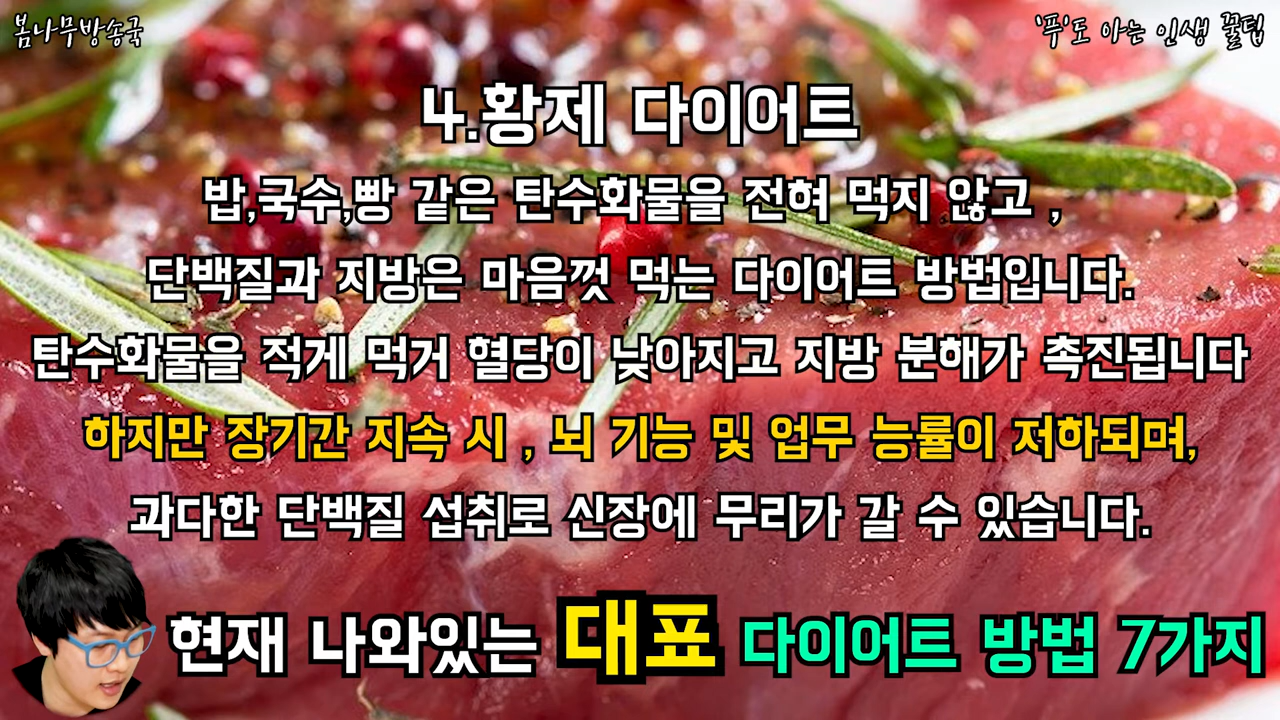 봄나무방송국
'푸'도 아는 인생 꿀팁
4.황제 다이어트
밥,국수,빵 같은 탄수화물을 전혀 먹지 않고 ,
단백질과 지방은 마음껏 먹는 다이어트 방법입니다.
탄수화물을 적게 먹거 혈당이 낮아지고 지방 분해가 촉진됩니다
하지만 장기간 지속 시 , 뇌 기능 및 업무 능률이 저하되며,
과다한 단백질 섭취로 신장에 무리가 갈 수 있습니다.
현재 나와있는 대표 다이어트 방법 7가지